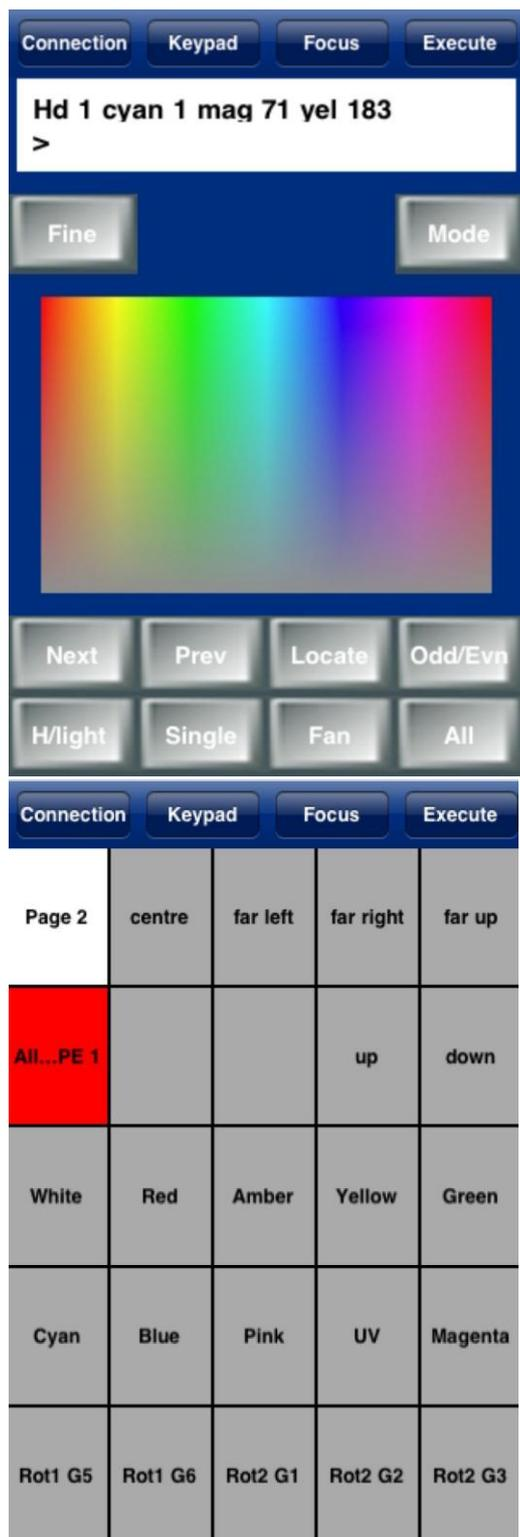 Connection Keypad Focus Execute
Hd 1 cyan 1 mag 71 yel 183
>
Fine Mode
Next Prev Locate Odd/Evn
H/light Single Fan All
Connection Keypad Focus Execute
Page 2 centre far left far right far up
All...PE 1 up down
White Red Amber Yellow Green
Cyan Blue Pink UV Magenta
Rot1 G5 Rot1 G6 Rot2 G1 Rot2 G2 Rot2 G3